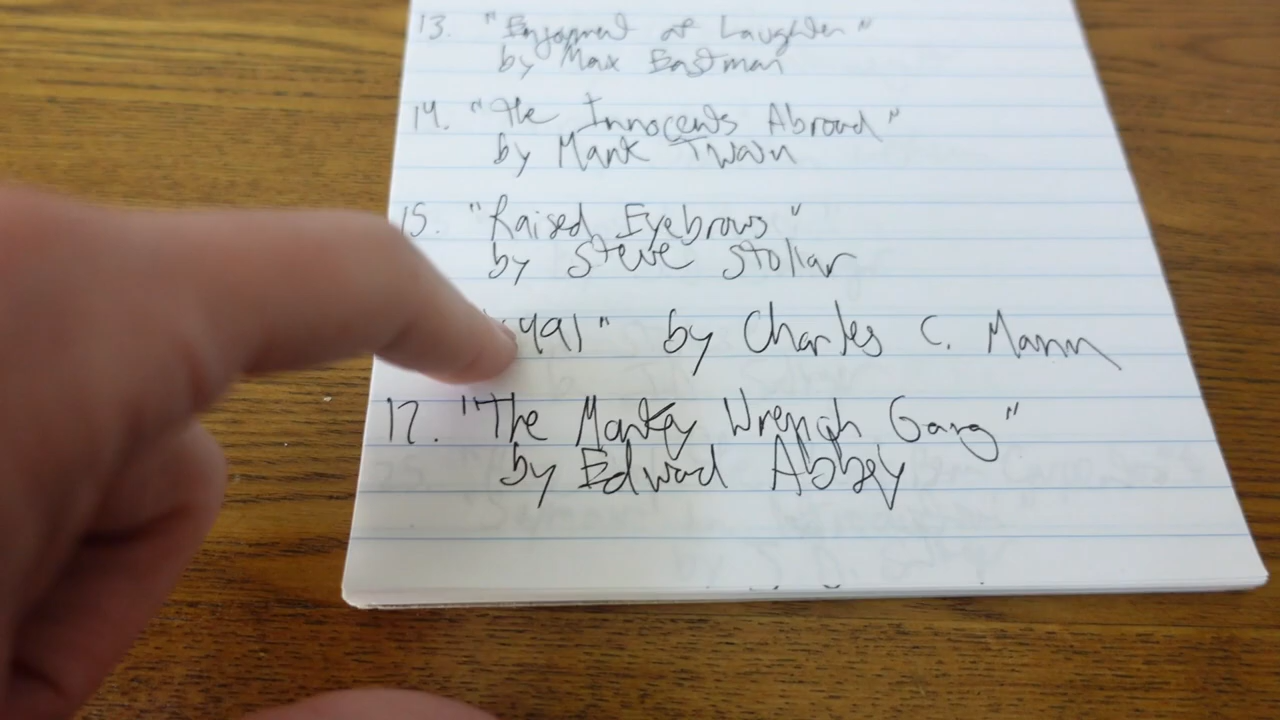 13. "Enjoyment of Laughter"
by Max Eastman
14. "The Innocents Abroad"
by Mark Twain
15. "Raised Eyebrows"
by Steve Stoliar
491" by Charles C. Mann
17. "The Monkey Wrench Gang"
by Edward Abbey